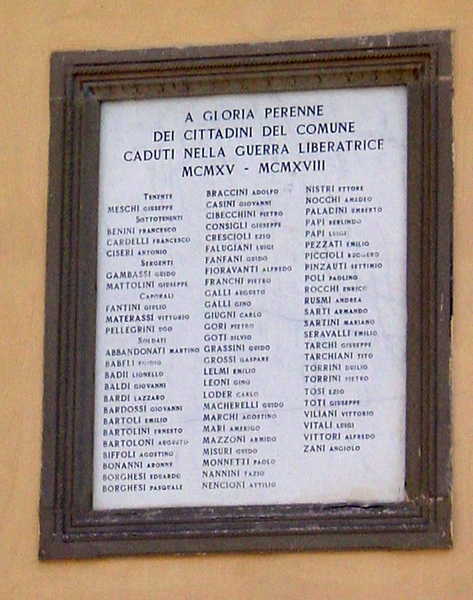 A GLORIA PERENNE
DEI CITTADINI DEL COMUNE
CADUTI NELLA GUERRA LIBERATRICE
MCMXV - MCMXVIII
TENENTE
MESCHI GIUSEPPE
SOTTOTENENTI
BENINI FRANCESCO
CARDELLI FRANCESCO
CISERI ANTONIO
SERGENTI
GAMBASSI GUIDO
MATTOLINI GIUSEPPE
CAPORALI
FANTINI GIULIO
MATERASSI VITTORIO
PELLEGRINI UGO
SOLDATI
ABBANDONATI MARTINO
BABELI
BADII LIONELLO
BALDI GIOVANNI
BARDI LAZZARO
BARDOSSI GIOVANNI
BARTOLI EMILIO
BARTOLINI ERNESTO
BARTOLONI AUGUSTO
BIFFOLI AGOSTINO
BONANNI ARONNE
BORGHESI EDUARDO
BORGHESI PASQUALE
BRACCINI ADOLFO
CASINI GIOVANNI
CIBECCHINI PIETRO
CONSIGLI GIUSEPPE
CRESCIOLI EZIO
FALUGIANI LUIGI
FANFANI GUIDO
FIORAVANTI ALFREDO
FRANCHI PIETRO
GALLI AUGUSTO
GALLI GINO
GIUGNI CARLO
GORI PIETRO
GOTI SILVIO
GRASSINI GUIDO
GROSSI GASPARE
LELMI EMILIO
LEONI GINO
LODER CARLO
MACHERELLI GUIDO
MARCHI AGOSTINO
MARI AMERIGO
MAZZONI ARMIDO
MISURI GUIDO
MONNETTI PAOLO
NANNINI FAZIO
NENCIONI ATTILIO
NISTRI ETTORE
NOCCHI AMEDEO
PALADINI UMBERTO
PAPI BERLINDO
PAPI LUIGI
PEZZATI EMILIO
PICCIOLI RUGGERO
PINZAUTI SETTIMIO
POLI PAOLINO
ROCCHI ENRICO
RUSMI ANDREA
SARTI ARMANDO
SARTINI MARIANO
SERAVALLI EMILIO
TARCHI GIUSEPPE
TARCHIANI TITO
TORRINI DUILIO
TORRINI PIETRO
TOSI EZIO
TOTI GIUSEPPE
VILIANI VITTORIO
VITALI LUIGI
VITTORI ALFREDO
ZANI ANGIOLO